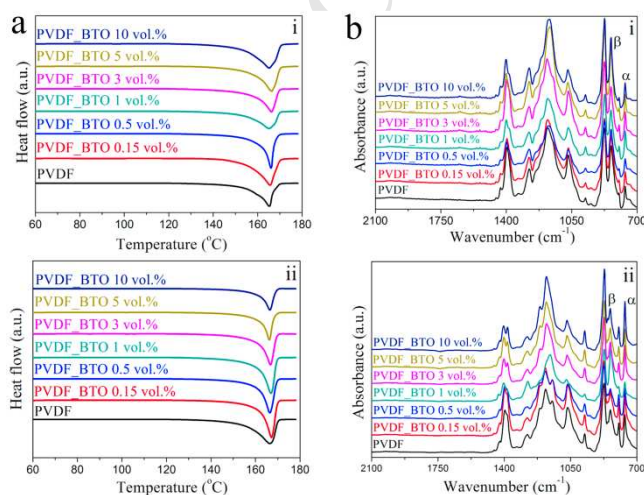 a
i
PVDF_BTO 10 vol.%
PVDF_BTO 5 vol.%
PVDF_BTO 3 vol.%
PVDF_BTO 1 vol.%
PVDF_BTO 0.5 vol.%
PVDF_BTO 0.15 vol.%
PVDF
Heat flow (a.u.)
60 80 100 120 140 160 180
Temperature (°C)
b
i
β
α
PVDF_BTO 10 vol.%
PVDF_BTO 5 vol.%
PVDF_BTO 3 vol.%
PVDF_BTO 1 vol.%
PVDF_BTO 0.5 vol.%
PVDF_BTO 0.15 vol.%
PVDF
Absorbance (a.u.)
2100 1750 1400 1050 700
Wavenumber (cm⁻¹)
ii
PVDF_BTO 10 vol.%
PVDF_BTO 5 vol.%
PVDF_BTO 3 vol.%
PVDF_BTO 1 vol.%
PVDF_BTO 0.5 vol.%
PVDF_BTO 0.15 vol.%
PVDF
Heat flow (a.u.)
60 80 100 120 140 160 180
Temperature (°C)
ii
β
α
PVDF_BTO 10 vol.%
PVDF_BTO 5 vol.%
PVDF_BTO 3 vol.%
PVDF_BTO 1 vol.%
PVDF_BTO 0.5 vol.%
PVDF_BTO 0.15 vol.%
PVDF
Absorbance (a.u.)
2100 1750 1400 1050 700
Wavenumber (cm⁻¹)